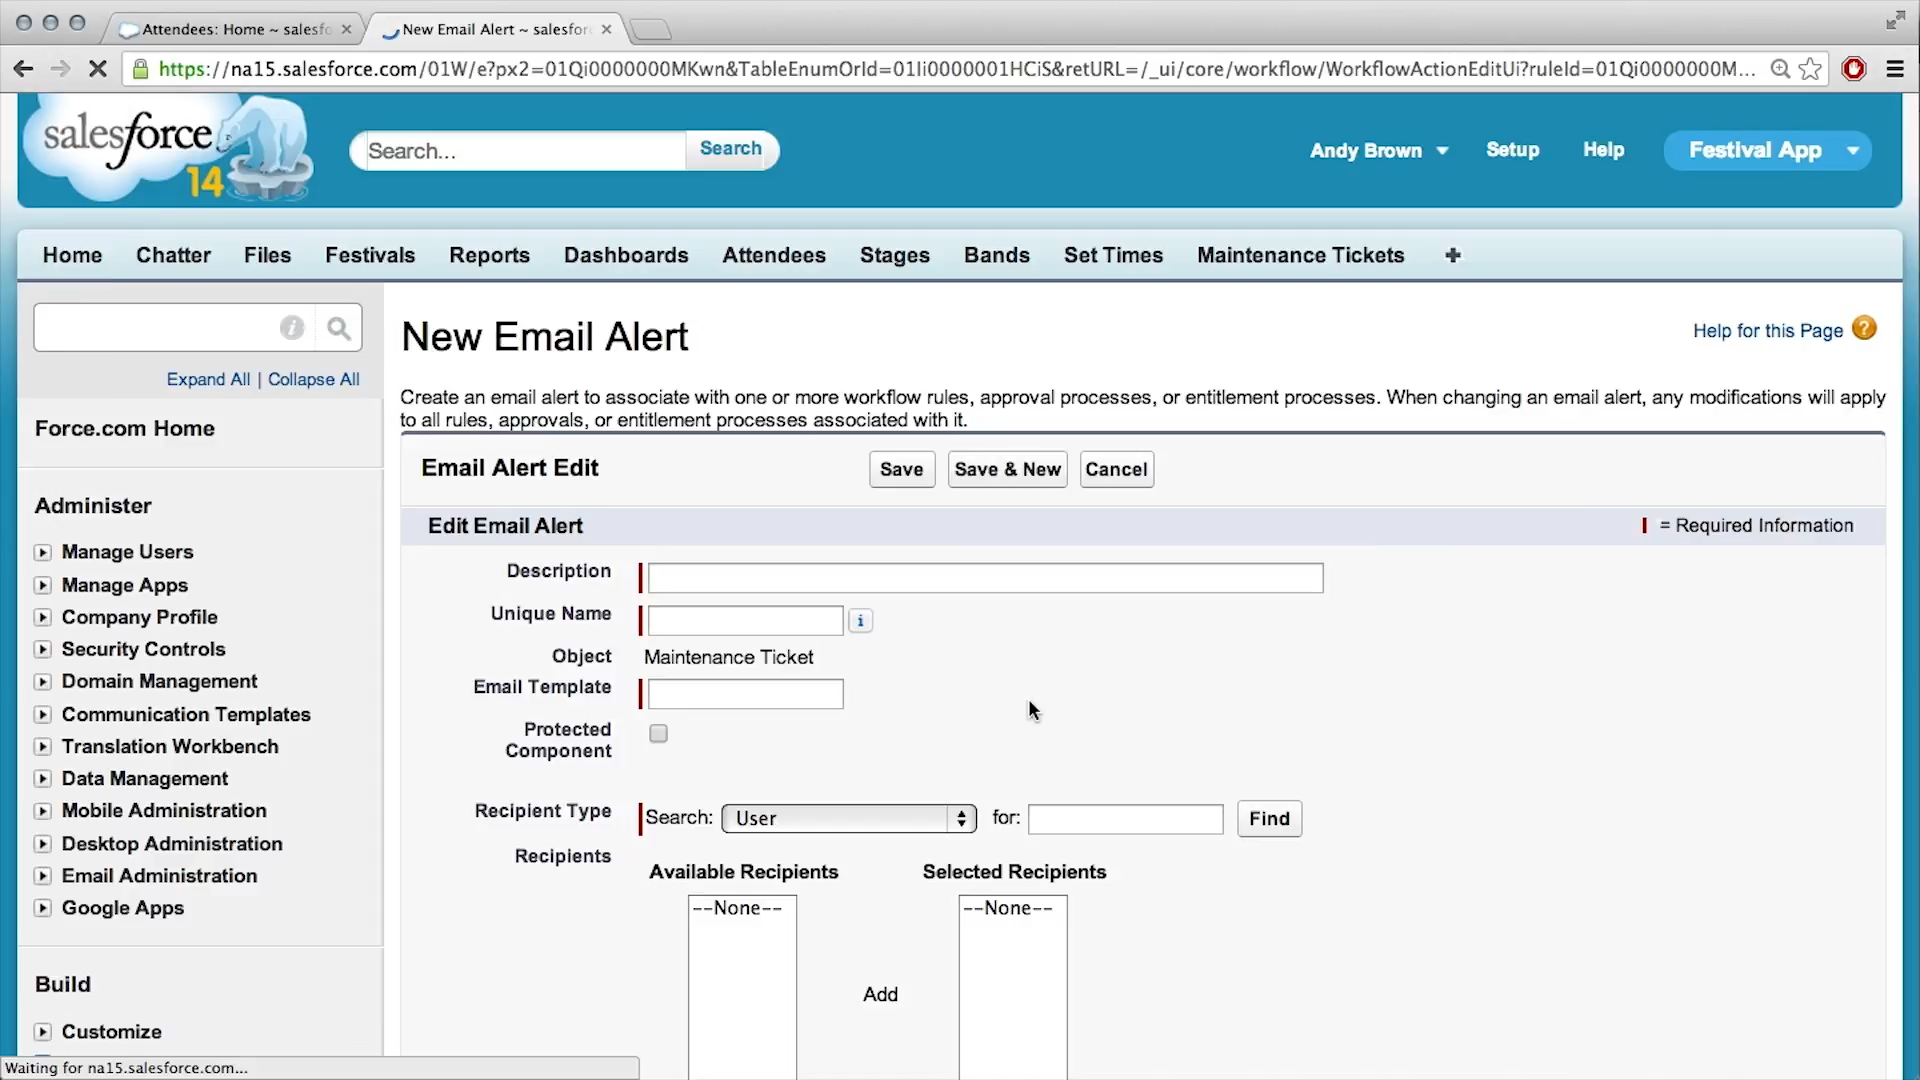 Attendees: Home ~ salesfo
New Email Alert ~ salesfor
https://na15.salesforce.com/01W/e?px2=01Qi0000000MKwn&TableEnumOrId=01Ii0000001HCiS&retURL=/_ui/core/workflow/WorkflowActionEditUi?ruleId=01Qi0000000M...
salesforce
14
Search...
Search
Andy Brown
Setup
Help
Festival App
Home
Chatter
Files
Festivals
Reports
Dashboards
Attendees
Stages
Bands
Set Times
Maintenance Tickets
Expand All | Collapse All
Force.com Home
Administer
Manage Users
Manage Apps
Company Profile
Security Controls
Domain Management
Communication Templates
Translation Workbench
Data Management
Mobile Administration
Desktop Administration
Email Administration
Google Apps
Build
Customize
New Email Alert
Help for this Page
Create an email alert to associate with one or more workflow rules, approval processes, or entitlement processes. When changing an email alert, any modifications will apply
to all rules, approvals, or entitlement processes associated with it.
Email Alert Edit
Save
Save & New
Cancel
Edit Email Alert
= Required Information
Description
Unique Name
Object
Maintenance Ticket
Email Template
Protected
Component
Recipient Type
Search:
User
for:
Find
Recipients
Available Recipients
Selected Recipients
--None--
--None--
Add
Waiting for na15.salesforce.com...